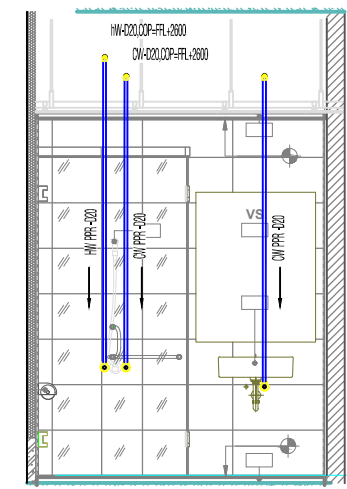 hW-D20,COP=FFL+2600
CW-D20,COP=FFL+2600
VS
HW PPR -D20
CW PPR -D20
CW PPR -D20